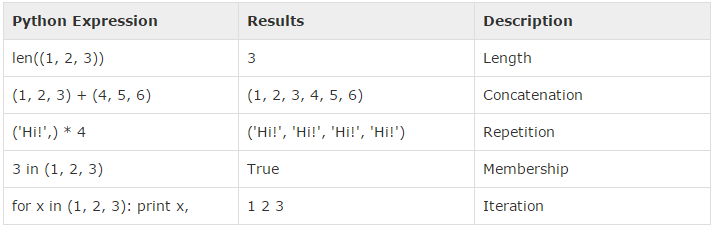 Python Expression Results Description
len((1, 2, 3)) 3 Length
(1, 2, 3) + (4, 5, 6) (1, 2, 3, 4, 5, 6) Concatenation
('Hi!',) * 4 ('Hi!', 'Hi!', 'Hi!', 'Hi!') Repetition
3 in (1, 2, 3) True Membership
for x in (1, 2, 3): print x, 1 2 3 Iteration